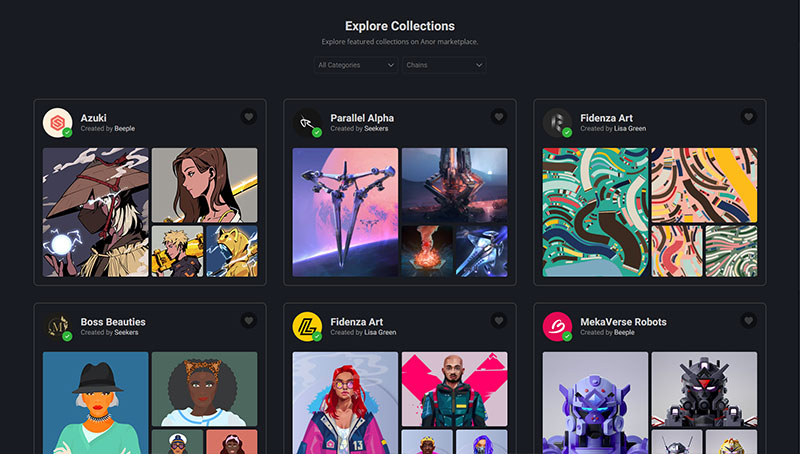 Explore Collections
Explore featured collections on Anor marketplace.
All Categories
Chains
Azuki
Created by Beeple
Parallel Alpha
Created by Seekers
Fidenza Art
Created by Lisa Green
Boss Beauties
Created by Seekers
Fidenza Art
Created by Lisa Green
MekaVerse Robots
Created by Beeple
13